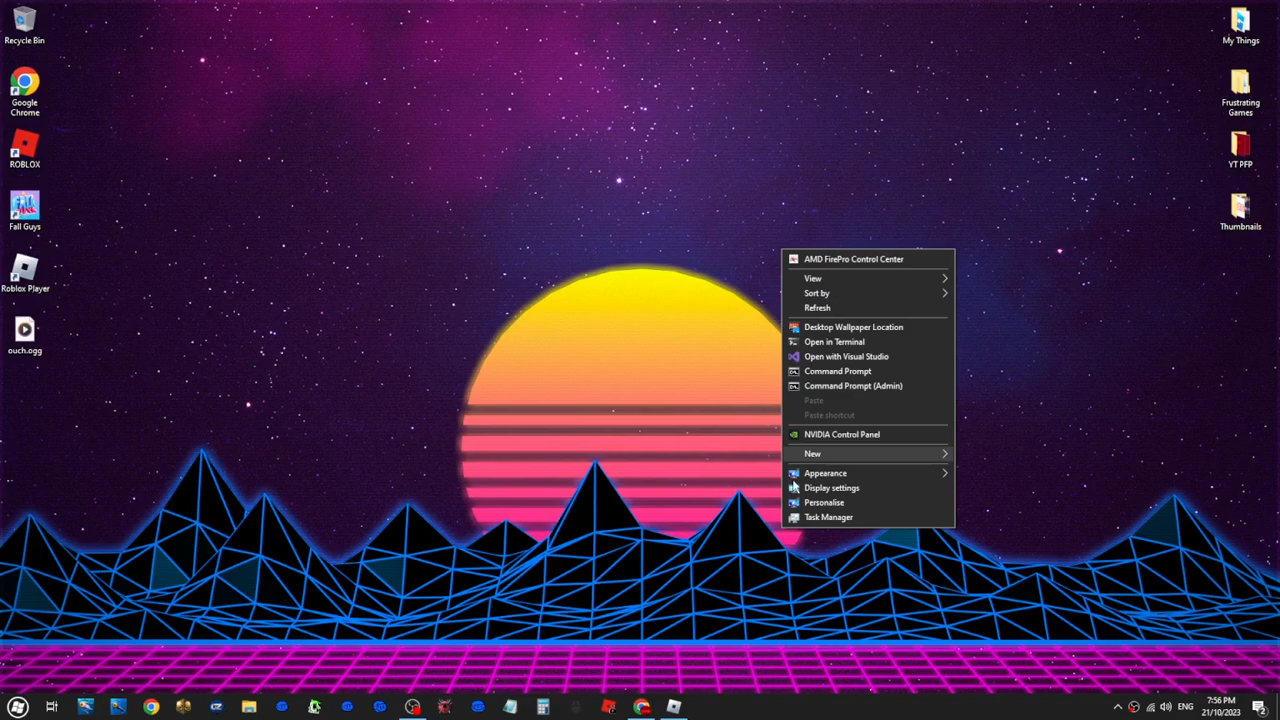 Recycle Bin
Google
Chrome
ROBLOX
Fall Guys
Roblox Player
ouch.ogg
My Things
Frustrating
Games
YT PFP
Thumbnails
AMD FirePro Control Center
View
Sort by
Refresh
Desktop Wallpaper Location
Open in Terminal
Open with Visual Studio
Command Prompt
Command Prompt (Admin)
Paste
Paste shortcut
NVIDIA Control Panel
New
Appearance
Display settings
Personalise
Task Manager
ENG
7:56 PM
21/10/2023
2